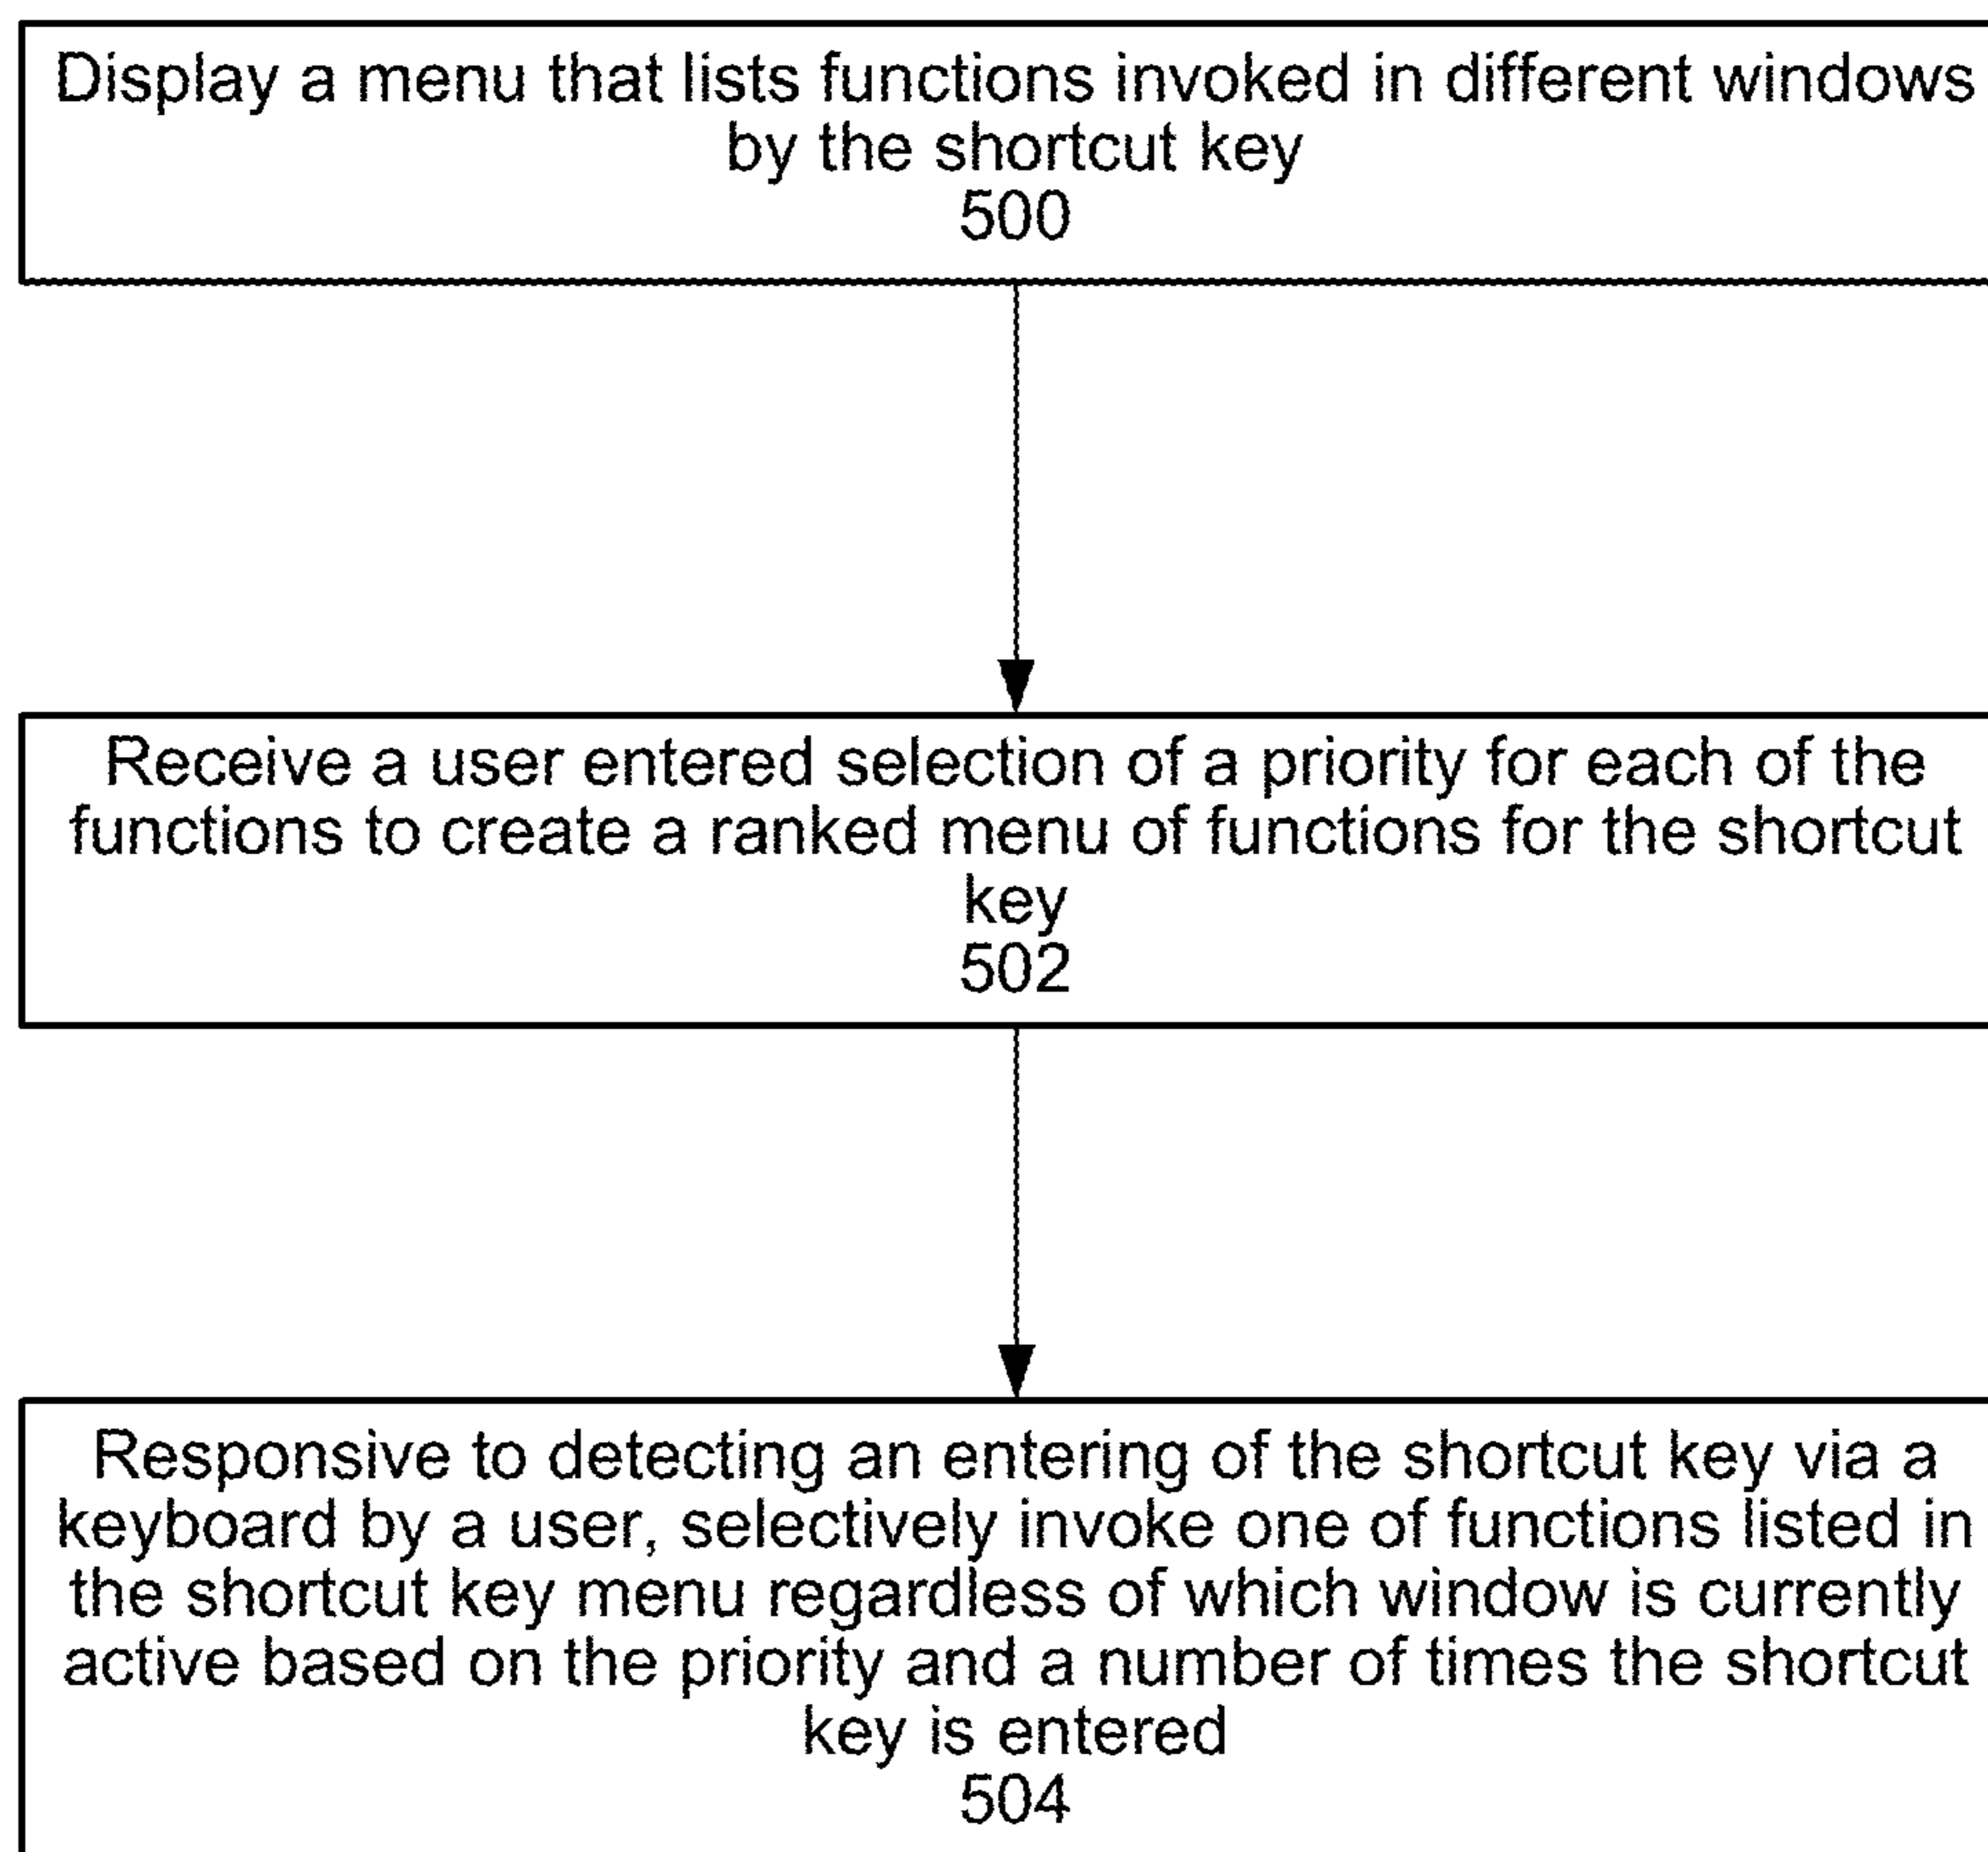 Display a menu that lists functions invoked in different windows
by the shortcut key
500
Receive a user entered selection of a priority for each of the
functions to create a ranked menu of functions for the shortcut
key
502
Responsive to detecting an entering of the shortcut key via a
keyboard by a user, selectively invoke one of functions listed in
the shortcut key menu regardless of which window is currently
active based on the priority and a number of times the shortcut
key is entered
504